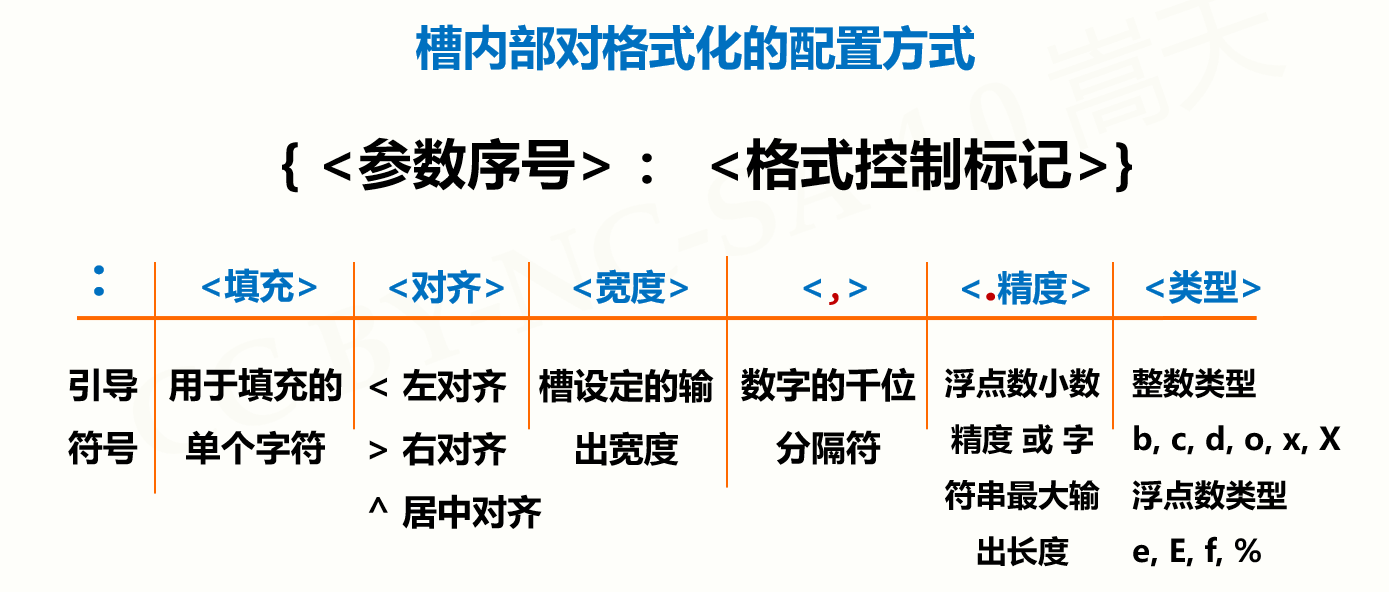 槽内部对格式化的配置方式
{ <参数序号> : <格式控制标记>}
: <填充> <对齐> <宽度> <,> <.精度> <类型>
引导 用于填充的 < 左对齐 槽设定的输 数字的千位 浮点数小数 整数类型
符号 单个字符 > 右对齐 出宽度 分隔符 精度 或 字 b, c, d, o, x, X
^ 居中对齐 符串最大输 浮点数类型
出长度 e, E, f, %
CC BY-NC-SA 4.0 嵩天